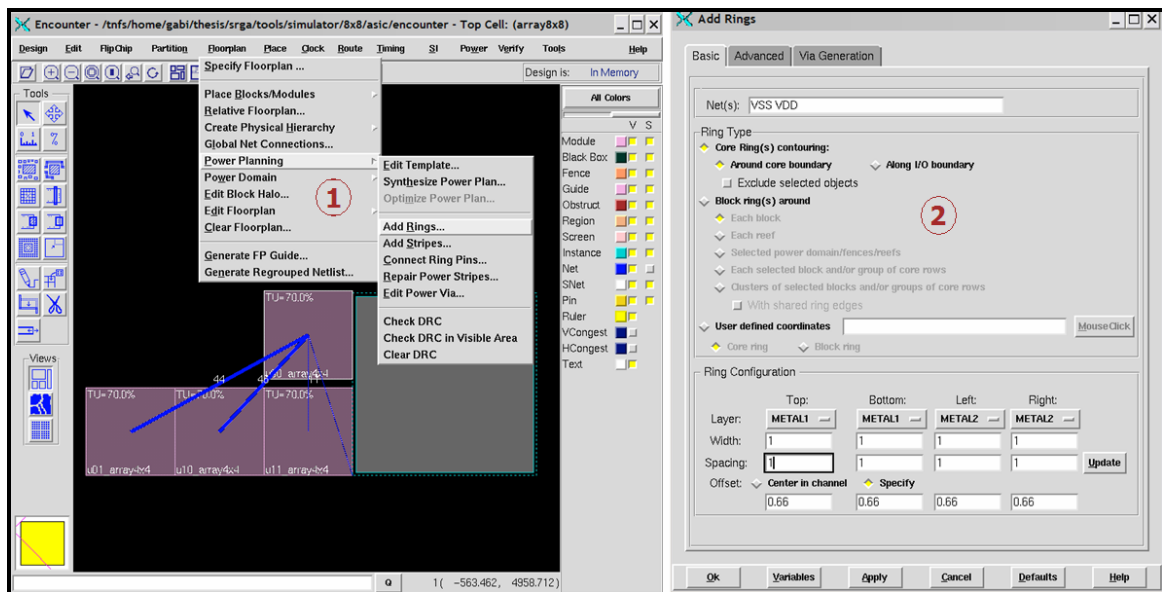 Encounter - /tnfs/home/gabi/thesis/srga/tools/simulator/8x8/asic/encounter - Top Cell: (array8x8)
Design Edit FlipChip Partition Floorplan Place Clock Route Timing SI Power Verify Tools Help
Design is: In Memory
Tools
Views
Specify Floorplan ...
Place Blocks/Modules
Relative Floorplan...
Create Physical Hierarchy
Global Net Connections...
Power Planning
Power Domain
Edit Block Halo...
Edit Floorplan
Clear Floorplan...
Generate FP Guide...
Generate Regrouped Netlist...
1
Edit Template...
Synthesize Power Plan...
Optimize Power Plan...
Add Rings...
Add Stripes...
Connect Ring Pins...
Repair Power Stripes...
Edit Power Via...
Check DRC
Check DRC in Visible Area
Clear DRC
All Colors
V S
Module
Black Box
Fence
Guide
Obstruct
Region
Screen
Instance
Net
SNet
Pin
Ruler
VCongest
HCongest
Text
TU=70.0%
44
TU=70.0% TU=70.0% TU=70.0%
u01_array4x4 u10_array4x4 u11_array4x4
Q
1( -563.462, 4958.712)
Add Rings
Basic Advanced Via Generation
Net(s): VSS VDD
Ring Type
Core Ring(s) contouring:
Around core boundary Along I/O boundary
Exclude selected objects
Block ring(s) around
2
Each block
Each reef
Selected power domain/fences/reefs
Each selected block and/or group of core rows
Clusters of selected blocks and/or groups of core rows
With shared ring edges
User defined coordinates MouseClick
Core ring Block ring
Ring Configuration
Top: Bottom: Left: Right:
Layer: METAL1 METAL1 METAL2 METAL2
Width: 1 1 1 1
Spacing: 1 1 1 1 Update
Offset: Center in channel Specify
0.66 0.66 0.66 0.66
Ok Variables Apply Cancel Defaults Help